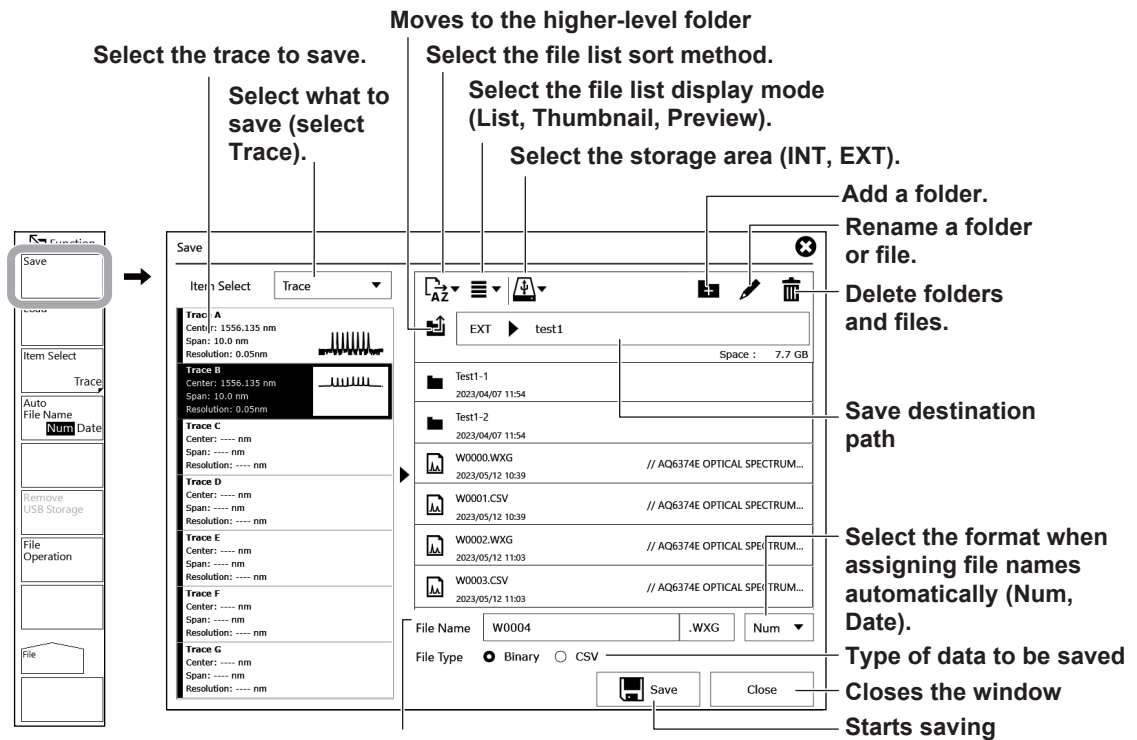 Moves to the higher-level folder
Select the trace to save.
Select the file list sort method.
Select what to
save (select
Trace).
Select the file list display mode
(List, Thumbnail, Preview).
Select the storage area (INT, EXT).
Add a folder.
Rename a folder
or file.
Delete folders
and files.
Save destination
path
Select the format when
assigning file names
automatically (Num,
Date).
Type of data to be saved
Closes the window
Starts saving
Function
Save
Load
Item Select
Trace
Auto
File Name
Num Date
Remove
USB Storage
File
Operation
File
Save
Item Select
Trace
Trace A
Center: 1556.135 nm
Span: 10.0 nm
Resolution: 0.05nm
Trace B
Center: 1556.135 nm
Span: 10.0 nm
Resolution: 0.05nm
Trace C
Center: ---- nm
Span: ---- nm
Resolution: ---- nm
Trace D
Center: ---- nm
Span: ---- nm
Resolution: ---- nm
Trace E
Center: ---- nm
Span: ---- nm
Resolution: ---- nm
Trace F
Center: ---- nm
Span: ---- nm
Resolution: ---- nm
Trace G
Center: ---- nm
Span: ---- nm
Resolution: ---- nm
AZ
EXT test1
Space : 7.7 GB
Test1-1
2023/04/07 11:54
Test1-2
2023/04/07 11:54
W0000.WXG // AQ6374E OPTICAL SPECTRUM...
2023/05/12 10:39
W0001.CSV // AQ6374E OPTICAL SPECTRUM...
2023/05/12 10:39
W0002.WXG // AQ6374E OPTICAL SPECTRUM...
2023/05/12 11:03
W0003.CSV // AQ6374E OPTICAL SPECTRUM...
2023/05/12 11:03
File Name W0004 .WXG Num
File Type Binary CSV
Save Close